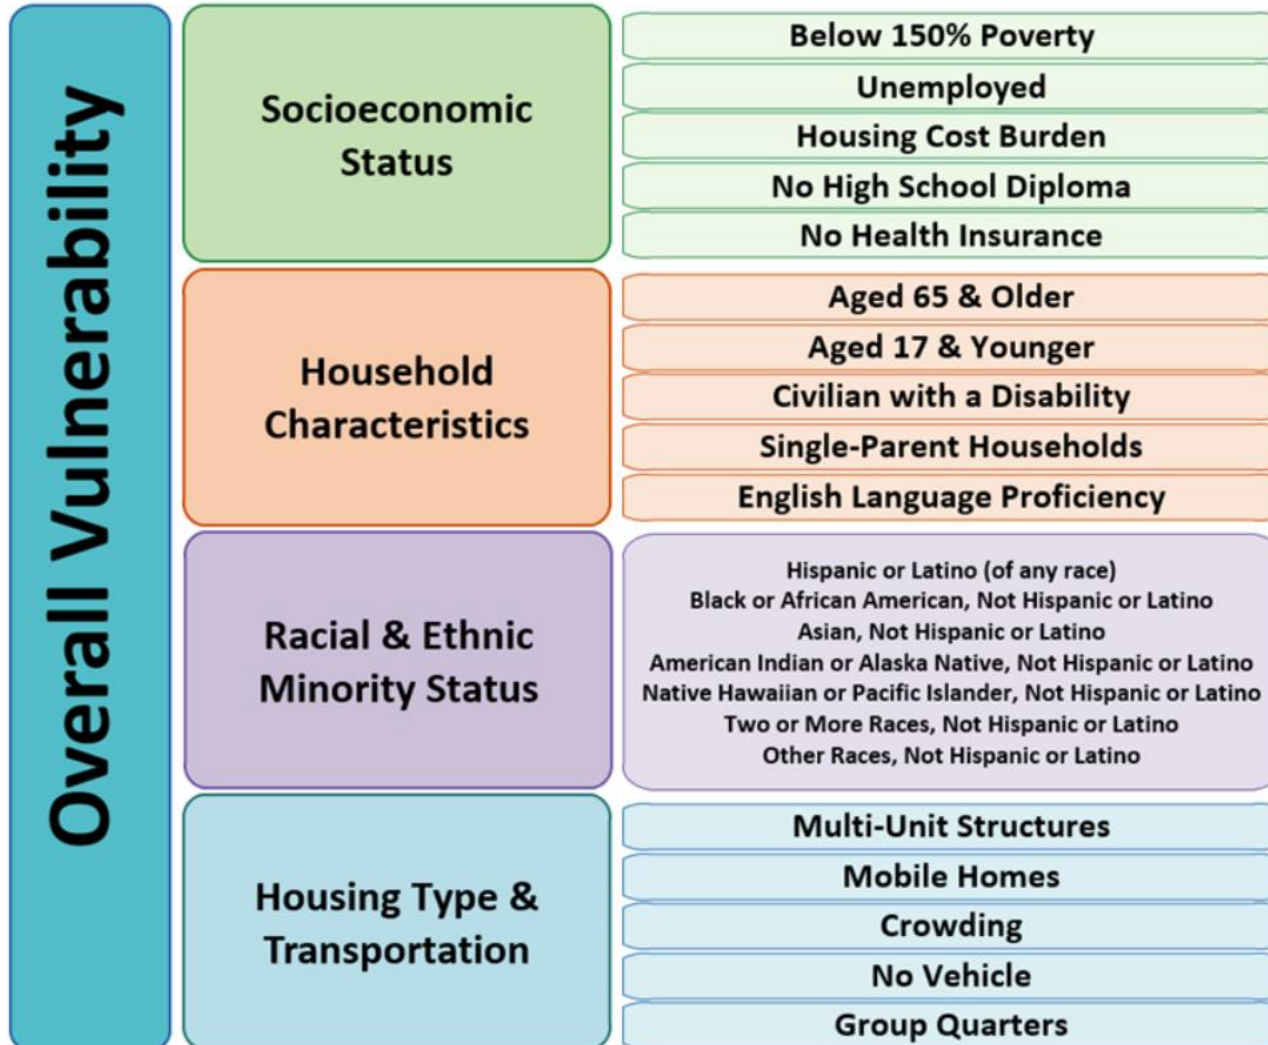 Overall Vulnerability
Socioeconomic
Status
Below 150% Poverty
Unemployed
Housing Cost Burden
No High School Diploma
No Health Insurance
Household
Characteristics
Aged 65 & Older
Aged 17 & Younger
Civilian with a Disability
Single-Parent Households
English Language Proficiency
Racial & Ethnic
Minority Status
Hispanic or Latino (of any race)
Black or African American, Not Hispanic or Latino
Asian, Not Hispanic or Latino
American Indian or Alaska Native, Not Hispanic or Latino
Native Hawaiian or Pacific Islander, Not Hispanic or Latino
Two or More Races, Not Hispanic or Latino
Other Races, Not Hispanic or Latino
Housing Type &
Transportation
Multi-Unit Structures
Mobile Homes
Crowding
No Vehicle
Group Quarters